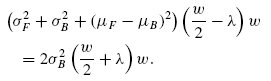 (σ_F^2 + σ_B^2 + (μ_F − μ_B)^2) (w/2 − λ) w
= 2σ_B^2 (w/2 + λ) w.